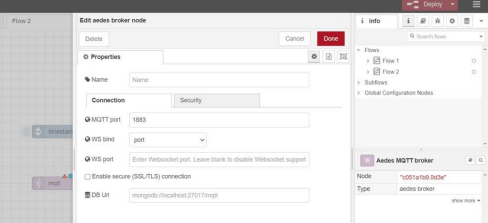 Flow 2
Edit aedes broker node
Deploy
info
Delete
Cancel
Done
Properties
Name
Name
Connection
Security
MQTT port
1883
WS bind
port
WS port
Enter Websocket port. Leave blank to disable Websocket support
Enable secure (SSL/TLS) connection
DB Url
mongodb://localhost:27017/mqtt
timestam
mqtt
Search flows
Flows
Flow 1
Flow 2
Subflows
Global Configuration Nodes
Aedes MQTT broker
Node
"c051a1b9.9d3e"
Type
aedes broker
show more